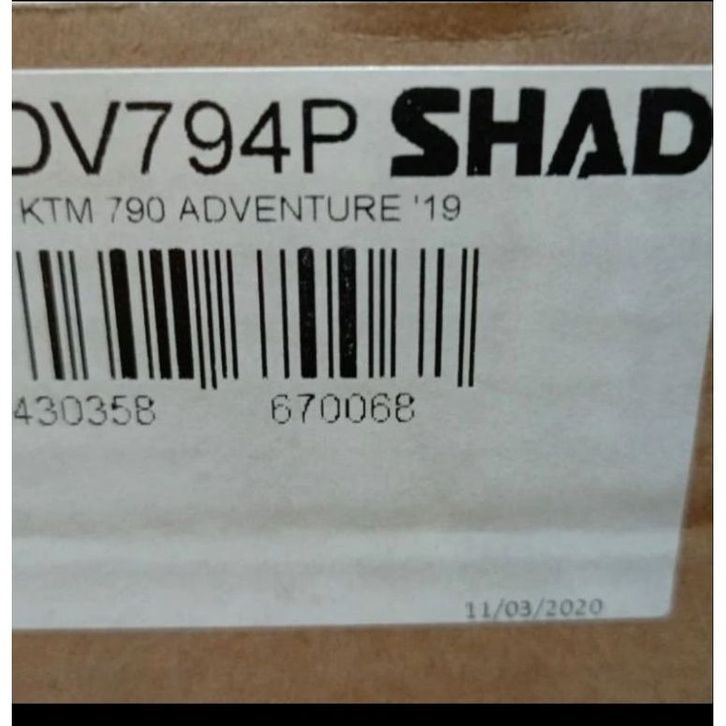 DV794P SHAD
KTM 790 ADVENTURE '19
430358 670068
11/03/2020